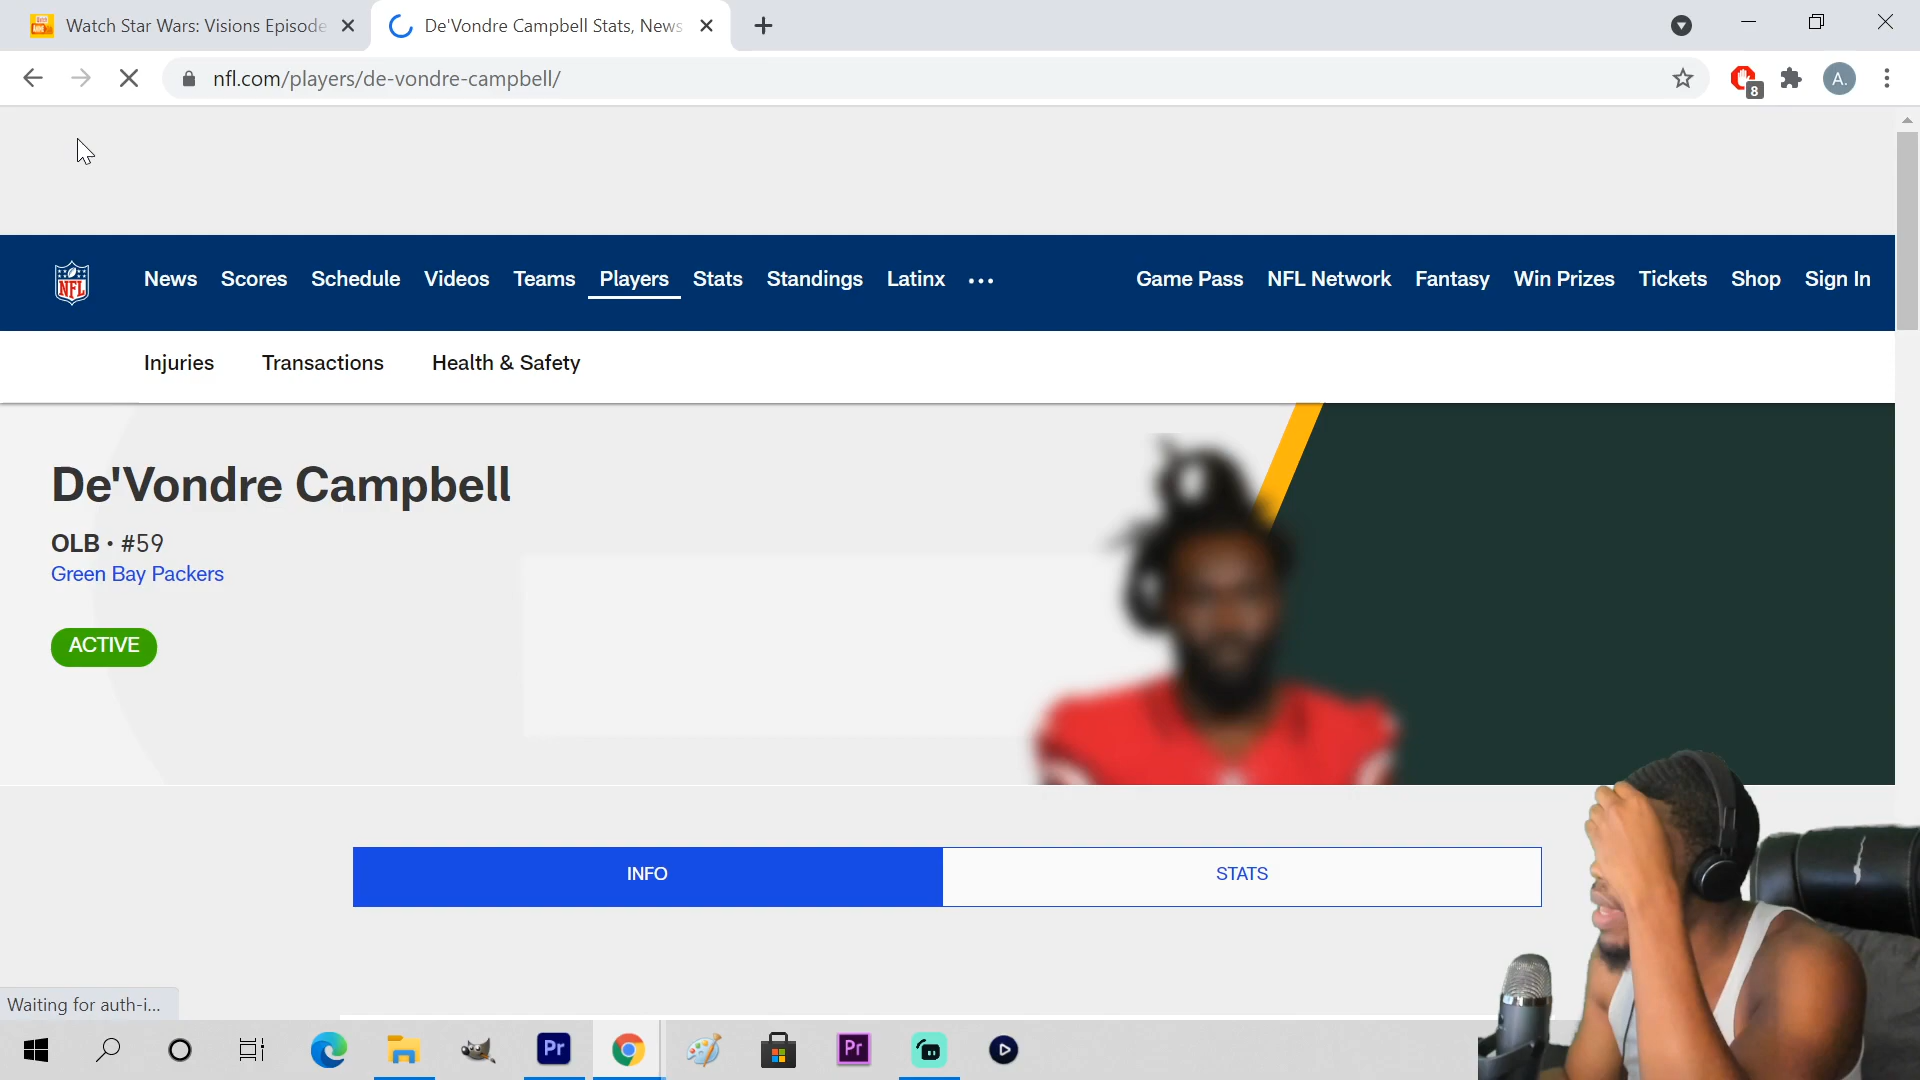 Watch Star Wars: Visions Episode
De'Vondre Campbell Stats, News
nfl.com/players/de-vondre-campbell/
8
A.
NFL
News Scores Schedule Videos Teams Players Stats Standings Latinx ...
Game Pass NFL Network Fantasy Win Prizes Tickets Shop Sign In
Injuries Transactions Health & Safety
De'Vondre Campbell
OLB • #59
Green Bay Packers
ACTIVE
INFO STATS
Waiting for auth-i...
Pr Pr